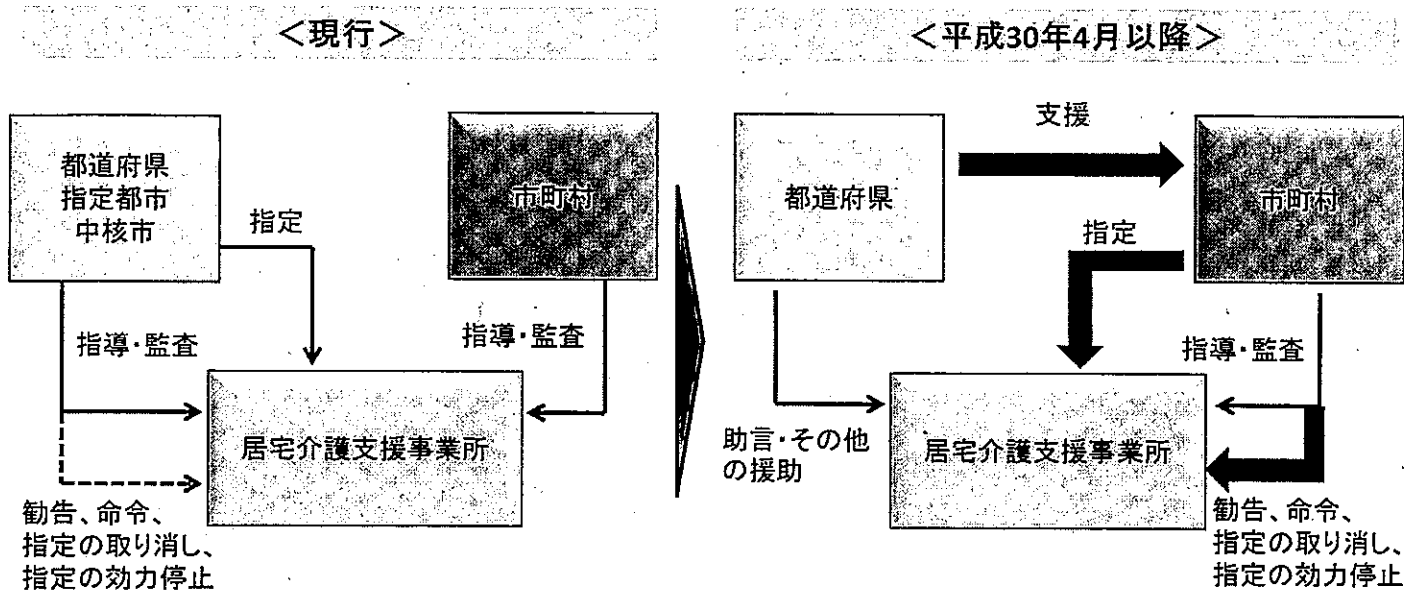 ＜現行＞
都道府県
指定都市
中核市
市町村
指定
指導・監査
指導・監査
居宅介護支援事業所
勧告、命令、
指定の取り消し、
指定の効力停止
＜平成30年4月以降＞
都道府県
支援
市町村
指定
指導・監査
助言・その他
の援助
居宅介護支援事業所
勧告、命令、
指定の取り消し、
指定の効力停止